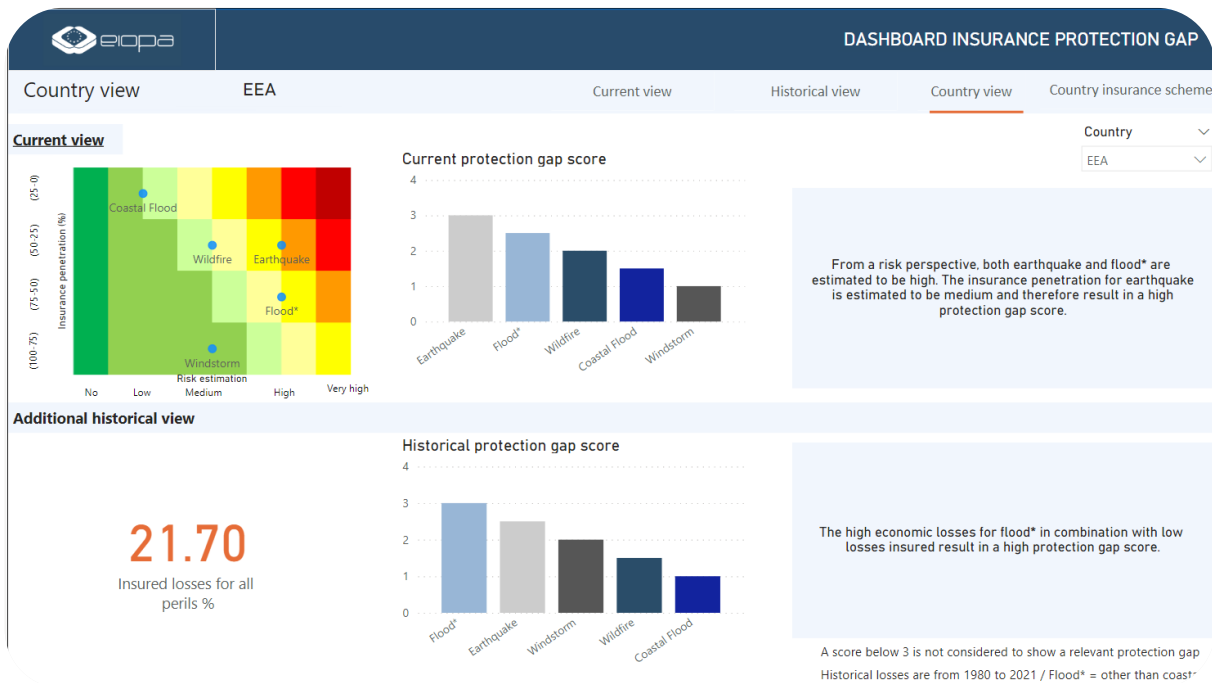 eiopa
DASHBOARD INSURANCE PROTECTION GAP
Country view
EEA
Current view
Historical view
Country view
Country insurance scheme
Country
EEA
Current view
Insurance penetration (%)
(25-0)
(50-25)
(75-50)
(100-75)
Coastal Flood
Wildfire
Earthquake
Flood*
Windstorm
Risk estimation
No
Low
Medium
High
Very high
Current protection gap score
4
3
2
1
0
Earthquake
Flood*
Wildfire
Coastal Flood
Windstorm
From a risk perspective, both earthquake and flood* are
estimated to be high. The insurance penetration for earthquake
is estimated to be medium and therefore result in a high
protection gap score.
Additional historical view
21.70
Insured losses for all
perils %
Historical protection gap score
4
3
2
1
0
Flood*
Earthquake
Windstorm
Wildfire
Coastal Flood
The high economic losses for flood* in combination with low
losses insured result in a high protection gap score.
A score below 3 is not considered to show a relevant protection gap
Historical losses are from 1980 to 2021 / Flood* = other than